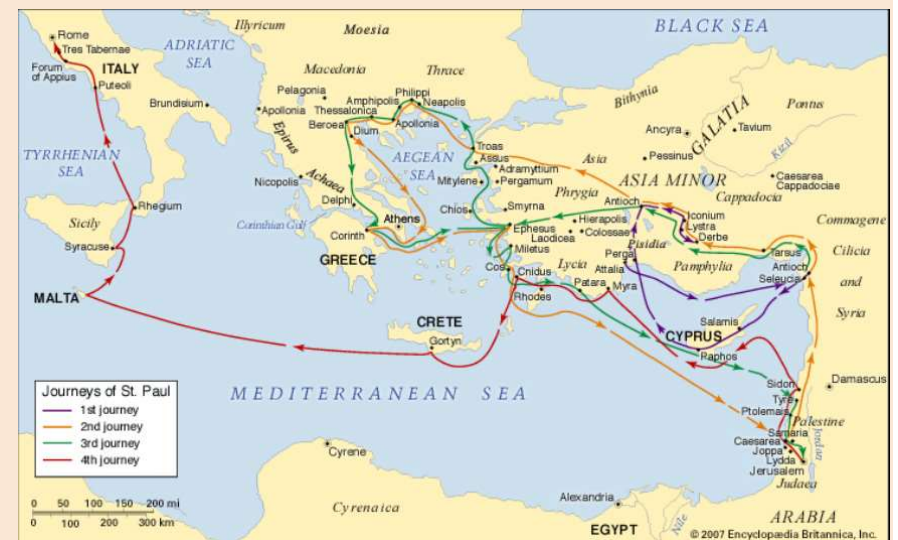 Illyricum
Moesia
BLACK SEA
Rome
Tres Tabernae
ADRIATIC
SEA
Forum
of Appius
ITALY
Puteoli
Macedonia
Thrace
Pelagonia
Philippi
Bithynia
Pontus
Brundisium
Apollonia
Amphipolis
Neapolis
Thessalonica
Beroea
Apollonia
Dium
Ancyra
GALATIA
Tavium
Kizil
Epirus
Troas
Assus
Asia
Pessinus
TYRRHENIAN
SEA
AEGEAN
SEA
Adramyttium
Mitylene
Pergamum
ASIA MINOR
Caesarea
Cappadociae
Nicopolis
Achaea
Phrygia
Cappadocia
Rhegium
Delphi
Chios
Smyrna
Antioch
Iconium
Commagene
Sicily
Corinthian Gulf
Athens
Ephesus
Hierapolis
Lystra
Derbe
Corinth
Laodicea
Colossae
Pisidia
Cilicia
Syracuse
GREECE
Miletus
Perga
Tarsus
Cos
Lycia
Attalia
Pamphylia
Antioch
Cnidus
Patara
Myra
Seleucia
and
MALTA
Rhodes
Syria
CRETE
Salamis
CYPRUS
Gortyn
Raphos
Journeys of St. Paul
1st journey
2nd journey
3rd journey
4th journey
MEDITERRANEAN SEA
Sidon
Damascus
Tyre
Ptolemais
Palestine
Samaria
Caesarea
Joppa
Jordan
Lydda
Jerusalem
Cyrene
Judaea
0 50 100 150 200 mi
0 100 200 300 km
Cyrenaica
Alexandria
EGYPT
Nile
ARABIA
© 2007 Encyclopædia Britannica, Inc.